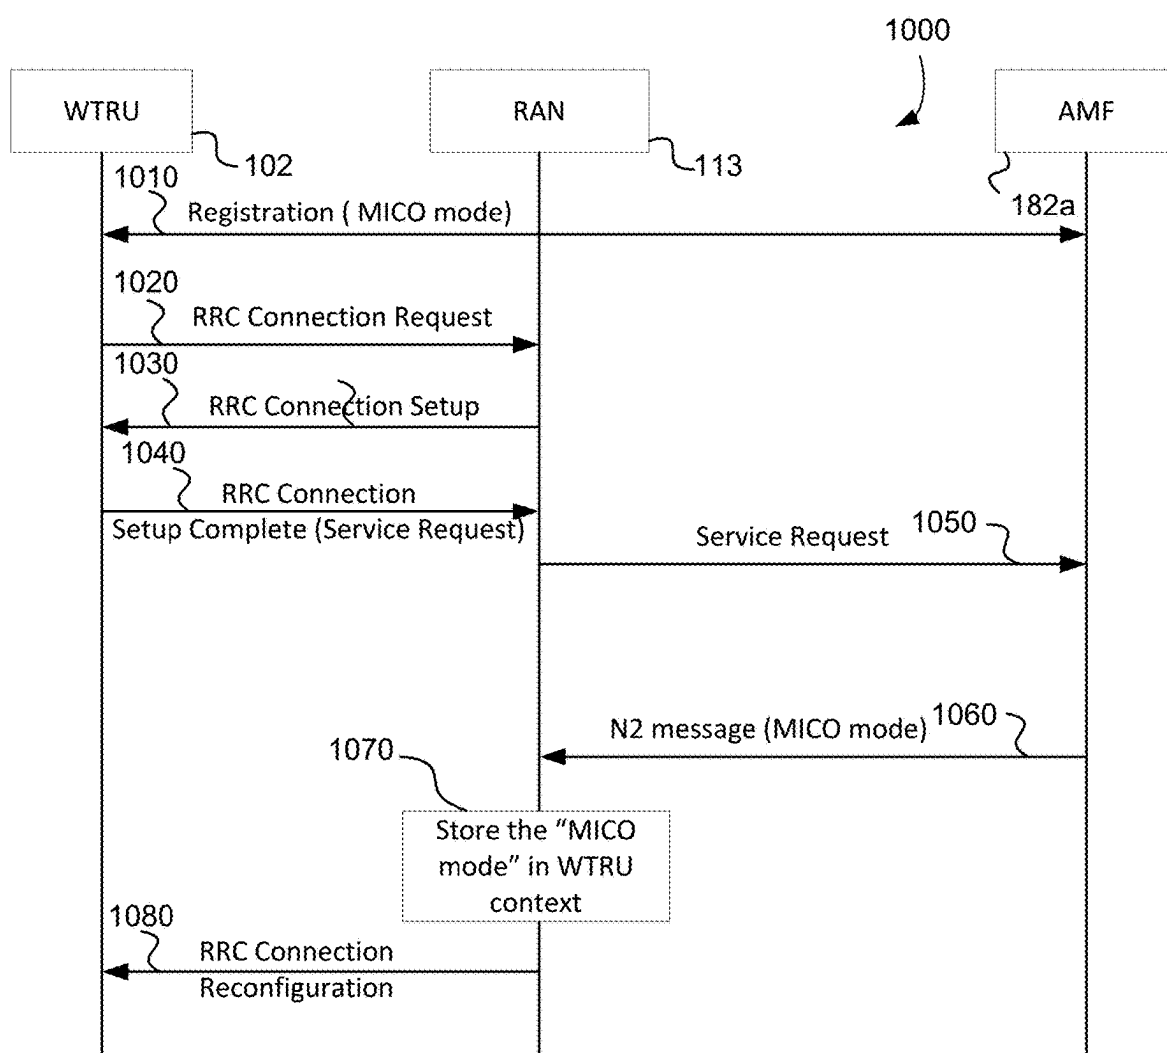 1000
WTRU
RAN
AMF
102
113
182a
1010
Registration ( MICO mode)
1020
RRC Connection Request
1030
RRC Connection Setup
1040
RRC Connection
Setup Complete (Service Request)
Service Request
1050
N2 message (MICO mode)
1060
1070
Store the “MICO
mode” in WTRU
context
1080
RRC Connection
Reconfiguration